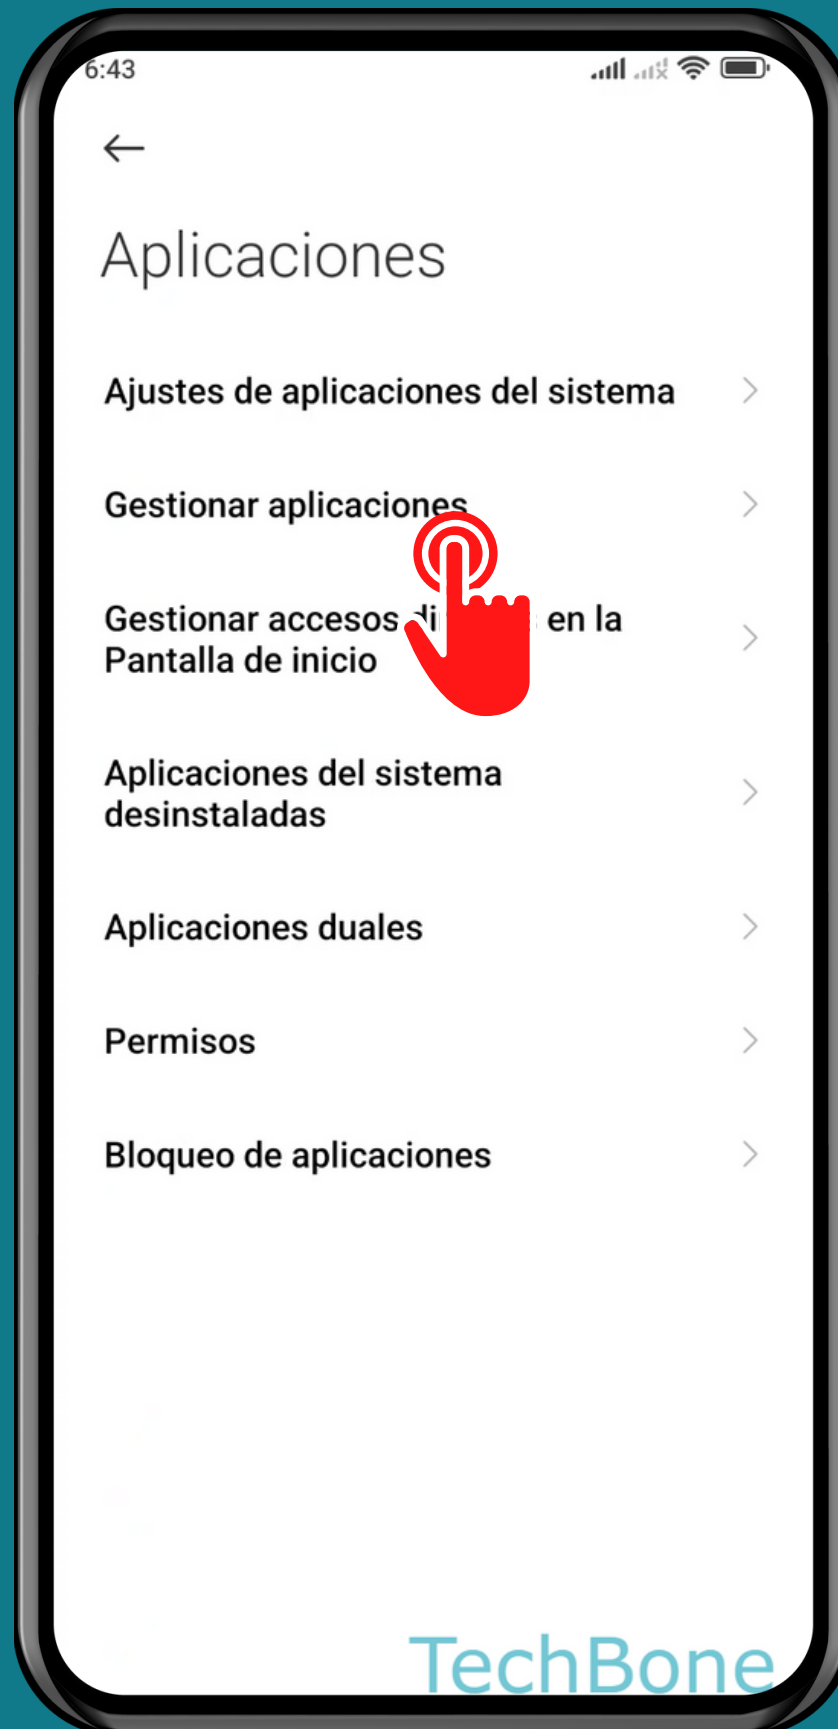 6:43
Aplicaciones
Ajustes de aplicaciones del sistema
Gestionar aplicaciones
Gestionar accesos en la
Pantalla de inicio
Aplicaciones del sistema
desinstaladas
Aplicaciones duales
Permisos
Bloqueo de aplicaciones
TechBone